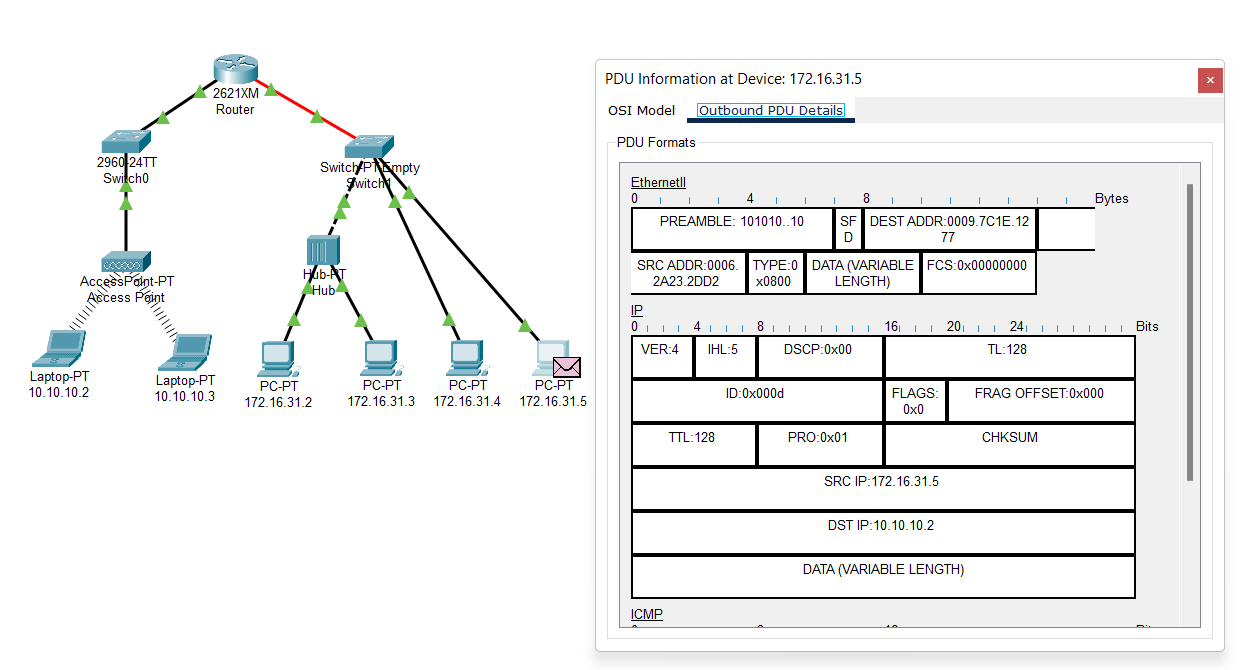 2621XM
Router
2960-24TT
Switch0
Switch-PT-Empty
Switch1
AccessPoint-PT
Access Point
Hub-PT
Hub
Laptop-PT
10.10.10.2
Laptop-PT
10.10.10.3
PC-PT
172.16.31.2
PC-PT
172.16.31.3
PC-PT
172.16.31.4
PC-PT
172.16.31.5
PDU Information at Device: 172.16.31.5
OSI Model Outbound PDU Details
PDU Formats
EthernetII
0 4 8 Bytes
PREAMBLE: 101010..10 SF DEST ADDR:0009.7C1E.12
D 77
SRC ADDR:0006. TYPE:0 DATA (VARIABLE FCS:0x00000000
2A23.2DD2 x0800 LENGTH)
IP
0 4 8 16 20 24 Bits
VER:4 IHL:5 DSCP:0x00 TL:128
ID:0x000d FLAGS: FRAG OFFSET:0x000
0x0
TTL:128 PRO:0x01 CHKSUM
SRC IP:172.16.31.5
DST IP:10.10.10.2
DATA (VARIABLE LENGTH)
ICMP